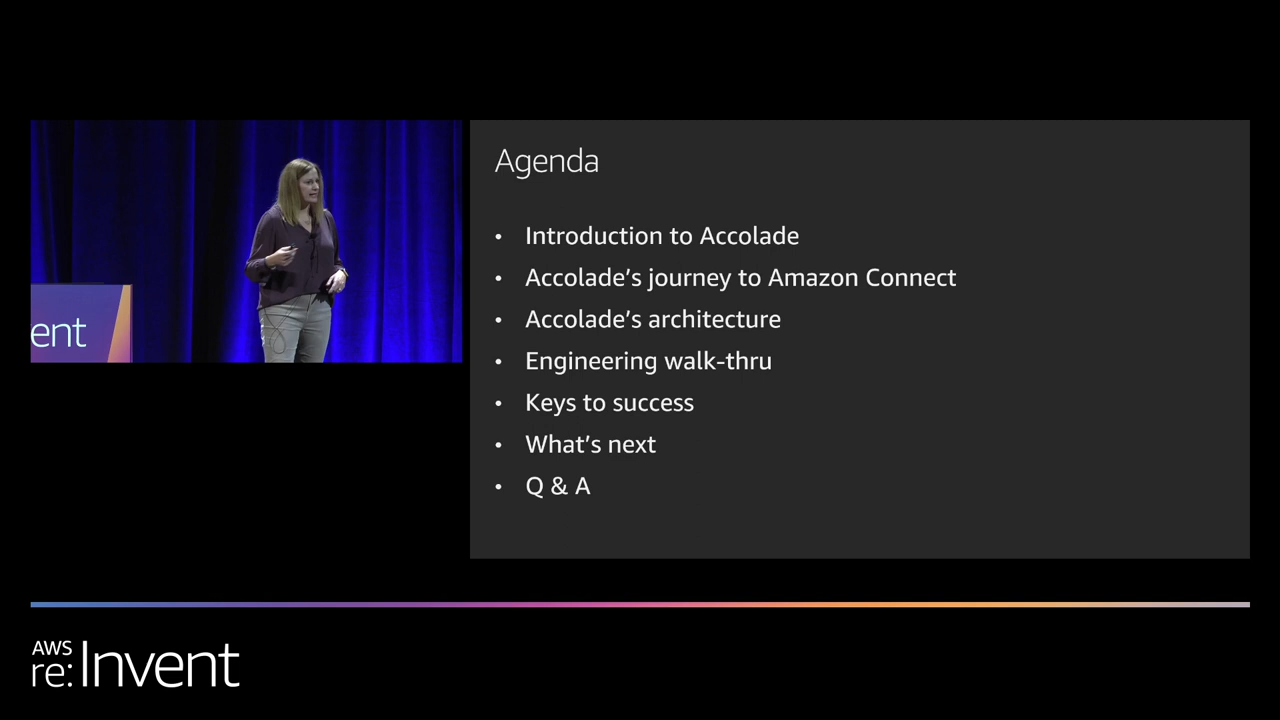 ent
Agenda
• Introduction to Accolade
• Accolade’s journey to Amazon Connect
• Accolade’s architecture
• Engineering walk-thru
• Keys to success
• What’s next
• Q & A
AWS
re:Invent